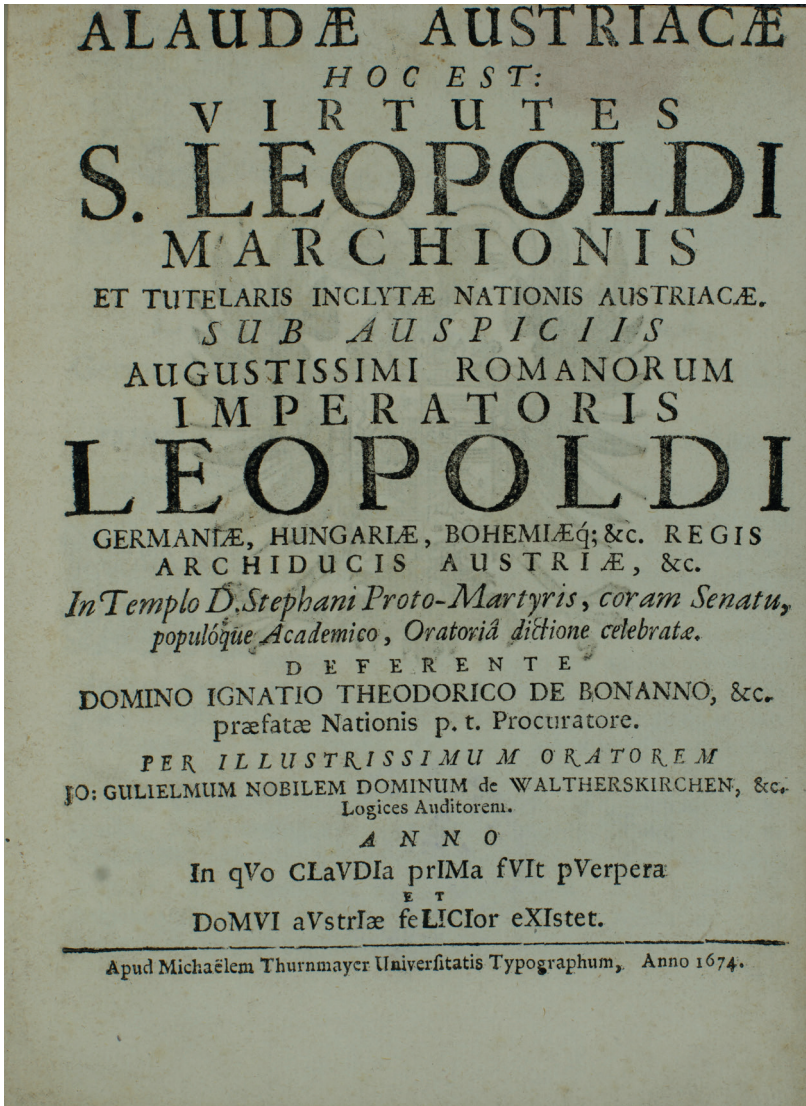 ALAUDÆ AUSTRIACÆ
HOC EST:
VIRTUTES
S. LEOPOLDI
MARCHIONIS
ET TUTELARIS INCLYTÆ NATIONIS AUSTRIACÆ.
SUB AUSPICIIS
AUGUSTISSIMI ROMANORUM
IMPERATORIS
LEOPOLDI
GERMANIÆ, HUNGARIÆ, BOHEMIÆq́; &c. REGIS
ARCHIDUCIS AUSTRIÆ, &c.
In Templo D. Stephani Proto-Martyris, coram Senatu,
populóq́ue Academico, Oratoriâ dictione celebratæ.
DEFERENTE
DOMINO IGNATIO THEODORICO DE BONANNO, &c.
præfatæ Nationis p. t. Procuratore.
PER ILLUSTRISSIMUM ORATOREM
JO: GULIELMUM NOBILEM DOMINUM de WALTHERSKIRCHEN, &c.
Logices Auditorem.
ANNO
In qVo CLaVDIa prIMa fVIt pVerpera
ET
DoMVI aVstrIæ feLICIor eXIstet.
Apud Michaëlem Thurnmayer Univerſitatis Typographum, Anno 1674.